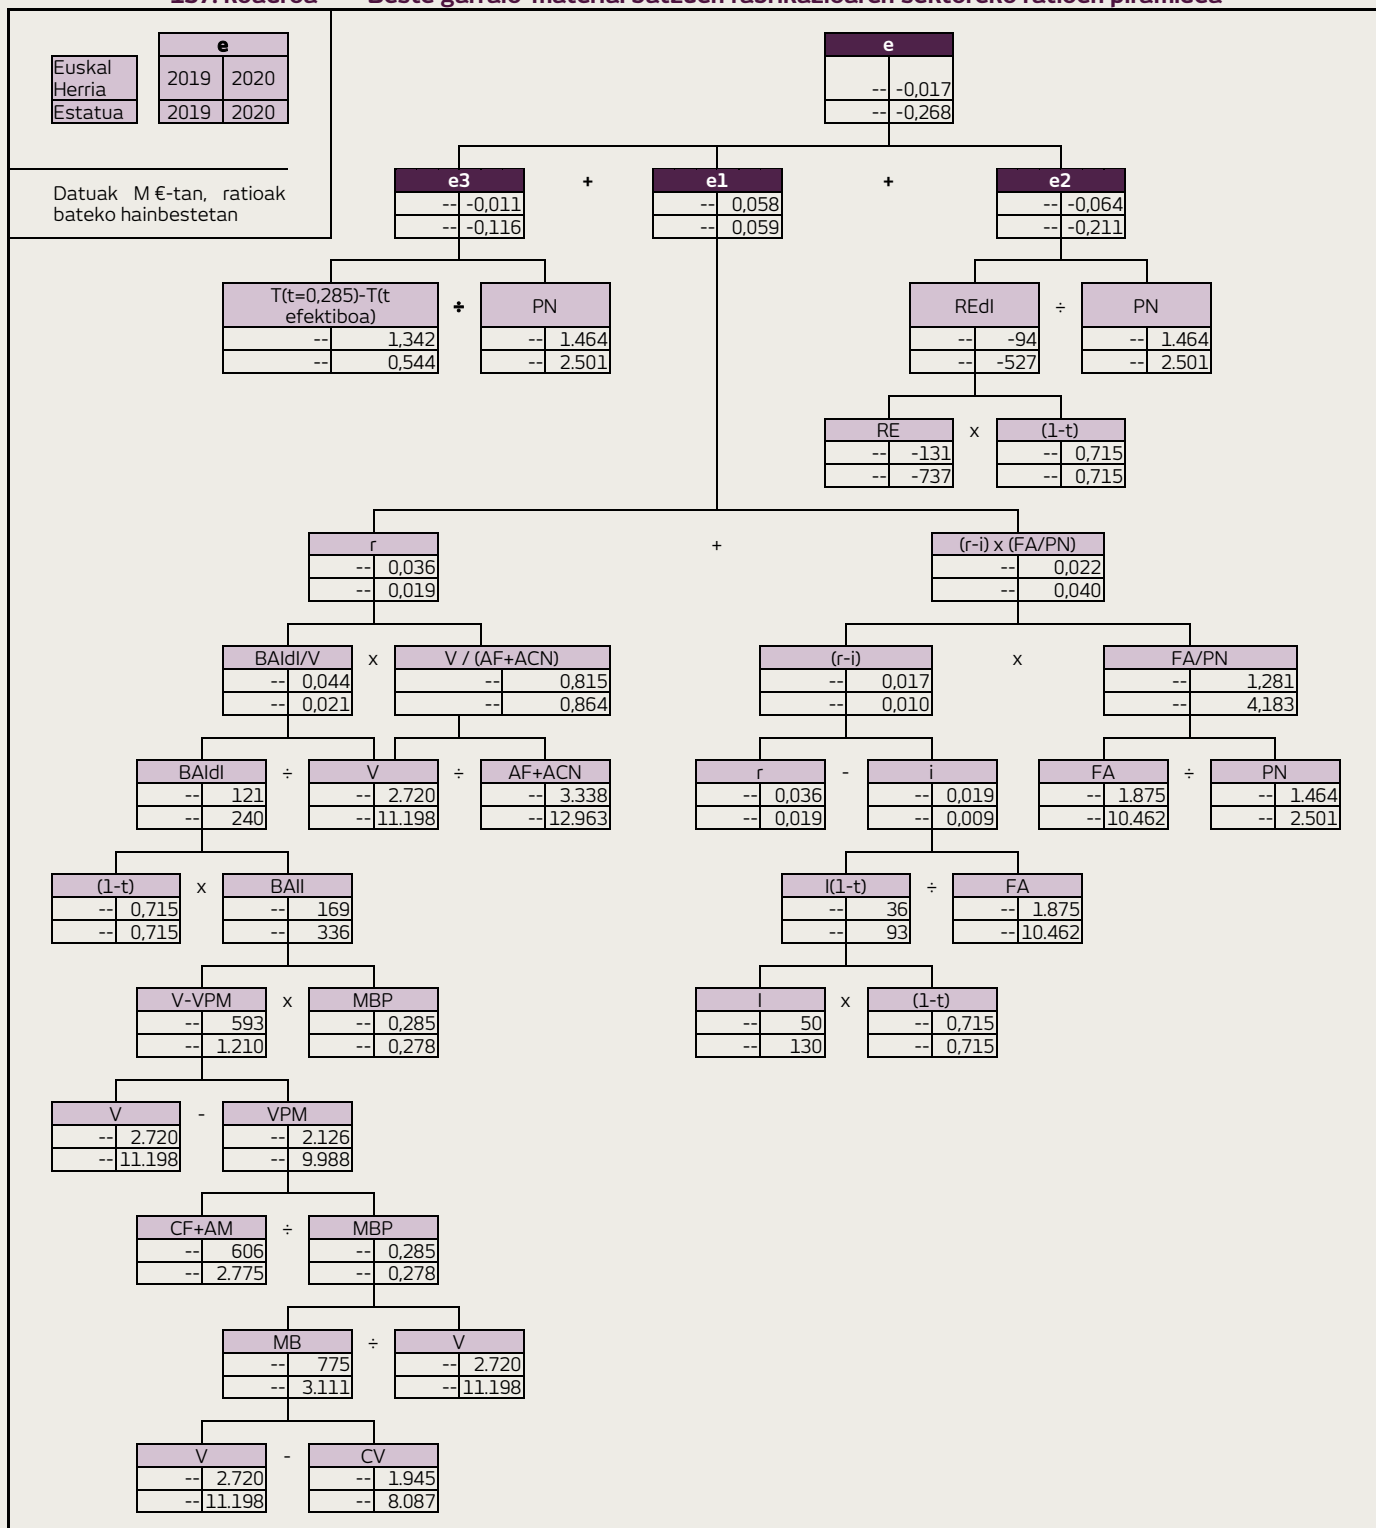 e
Euskal Herria 2019 2020
Estatua 2019 2020
Datuak M €-tan, ratioak
bateko hainbestetan
e
-- -0,017
-- -0,268
e3 + e1 + e2
-- -0,011 -- 0,058 -- -0,064
-- -0,116 -- 0,059 -- -0,211
T(t=0,285)-T(t efektiboa) ÷ PN REdI ÷ PN
-- 1,342 -- 1.464 -- -94 -- 1.464
-- 0,544 -- 2.501 -- -527 -- 2.501
RE x (1-t)
-- -131 -- 0,715
-- -737 -- 0,715
r + (r-i) x (FA/PN)
-- 0,036 -- 0,022
-- 0,019 -- 0,040
BAIdI/V x V / (AF+ACN) (r-i) x FA/PN
-- 0,044 -- 0,815 -- 0,017 -- 1,281
-- 0,021 -- 0,864 -- 0,010 -- 4,183
BAIdI ÷ V ÷ AF+ACN r - i FA ÷ PN
-- 121 -- 2.720 -- 3.338 -- 0,036 -- 0,019 -- 1.875 -- 1.464
-- 240 -- 11.198 -- 12.963 -- 0,019 -- 0,009 -- 10.462 -- 2.501
(1-t) x BAII I(1-t) ÷ FA
-- 0,715 -- 169 -- 36 -- 1.875
-- 0,715 -- 336 -- 93 -- 10.462
V-VPM x MBP I x (1-t)
-- 593 -- 0,285 -- 50 -- 0,715
-- 1.210 -- 0,278 -- 130 -- 0,715
V - VPM
-- 2.720 -- 2.126
-- 11.198 -- 9.988
CF+AM ÷ MBP
-- 606 -- 0,285
-- 2.775 -- 0,278
MB ÷ V
-- 775 -- 2.720
-- 3.111 -- 11.198
V - CV
-- 2.720 -- 1.945
-- 11.198 -- 8.087